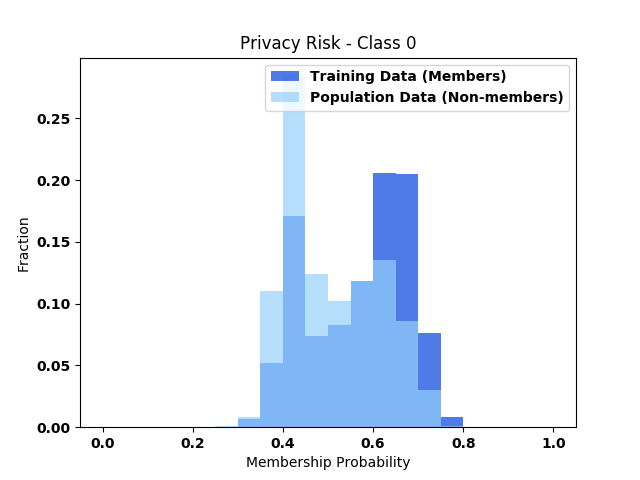 Privacy Risk - Class 0
Training Data (Members)
Population Data (Non-members)
0.25
0.20
0.15
0.10
0.05
0.00
Fraction
0.0 0.2 0.4 0.6 0.8 1.0
Membership Probability